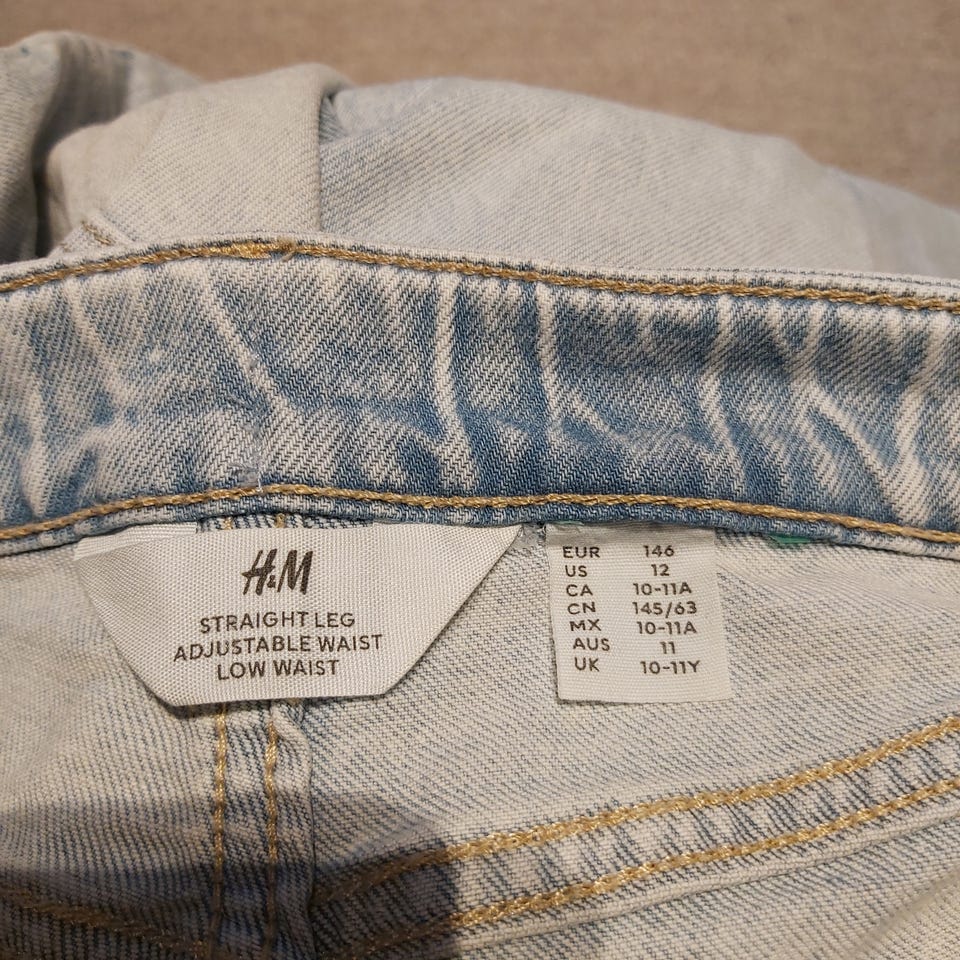 H&M
STRAIGHT LEG
ADJUSTABLE WAIST
LOW WAIST
EUR 146
US 12
CA 10-11A
CN 145/63
MX 10-11A
AUS 11
UK 10-11Y